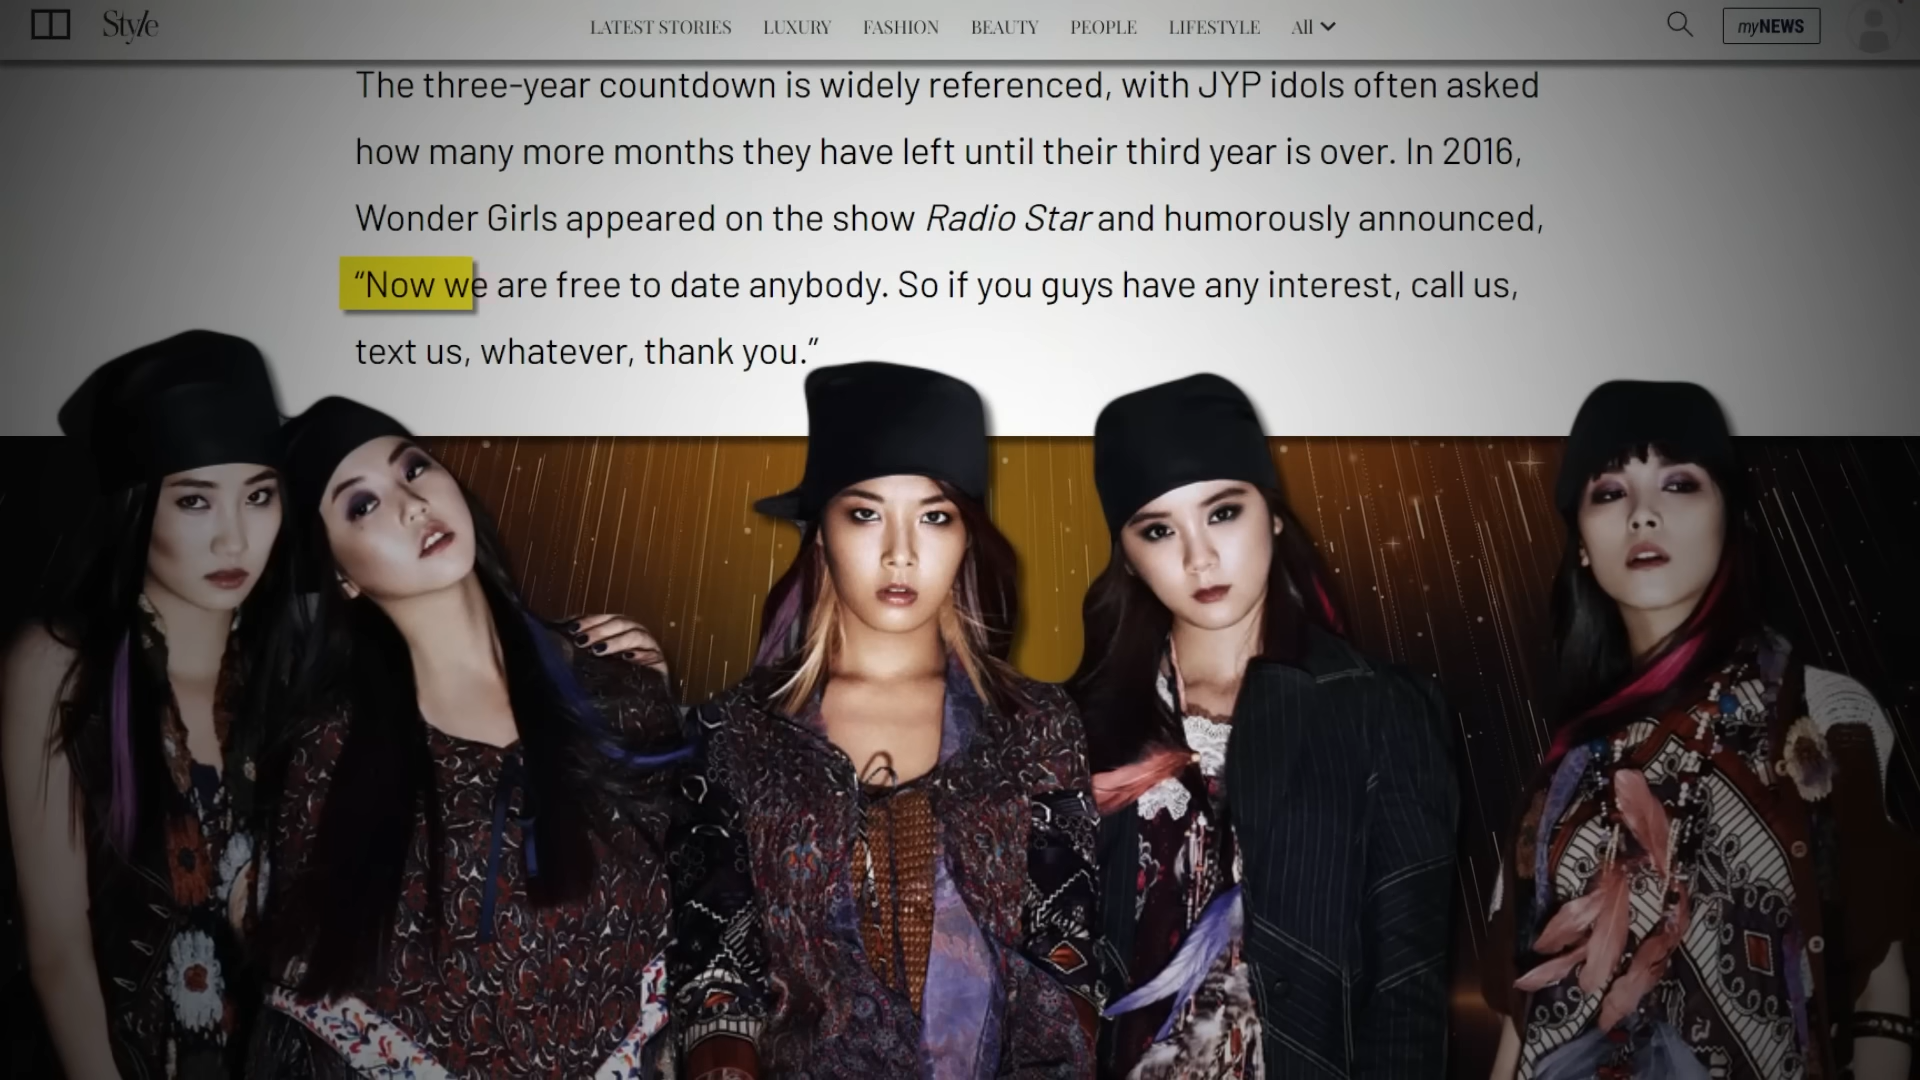 Style
LATEST STORIES LUXURY FASHION BEAUTY PEOPLE LIFESTYLE All
myNEWS
The three-year countdown is widely referenced, with JYP idols often asked
how many more months they have left until their third year is over. In 2016,
Wonder Girls appeared on the show Radio Star and humorously announced,
“Now we are free to date anybody. So if you guys have any interest, call us,
text us, whatever, thank you.”